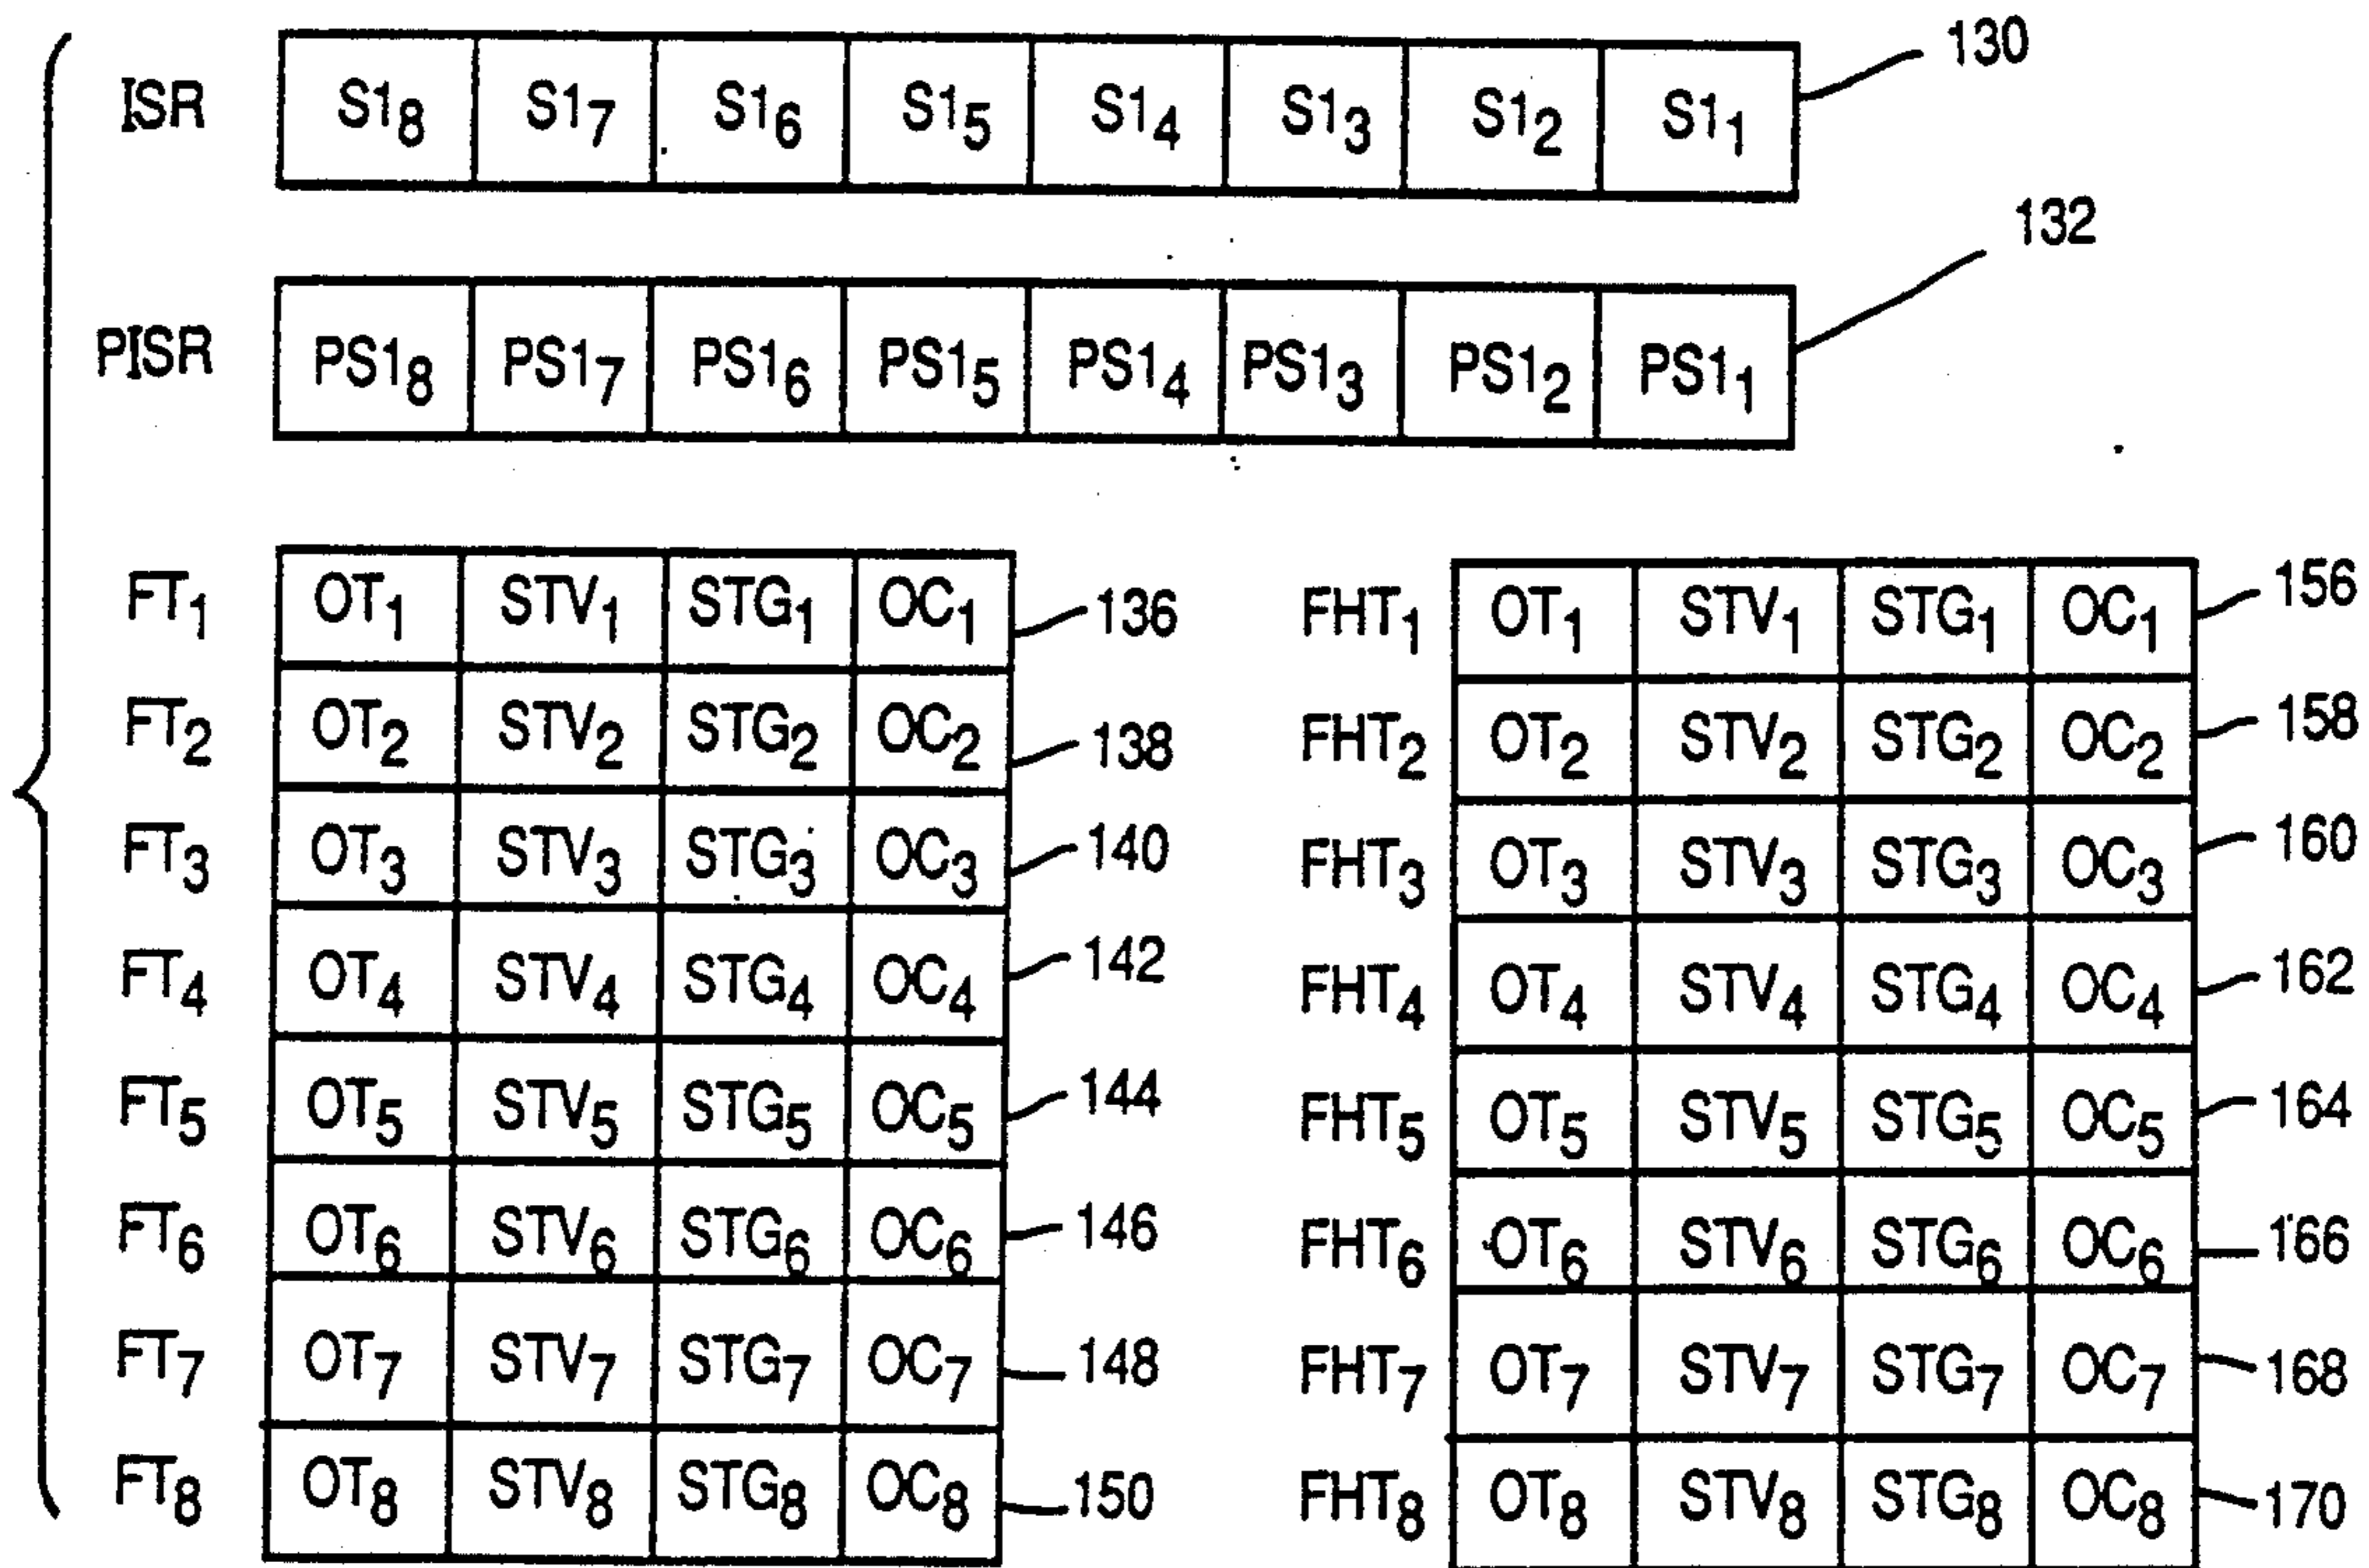 ISR S1₈ S1₇ S1₆ S1₅ S1₄ S1₃ S1₂ S1₁ 130
PISR PS1₈ PS1₇ PS1₆ PS1₅ PS1₄ PS1₃ PS1₂ PS1₁ 132
FT₁ OT₁ STV₁ STG₁ OC₁ 136 FHT₁ OT₁ STV₁ STG₁ OC₁ 156
FT₂ OT₂ STV₂ STG₂ OC₂ 138 FHT₂ OT₂ STV₂ STG₂ OC₂ 158
FT₃ OT₃ STV₃ STG₃ OC₃ 140 FHT₃ OT₃ STV₃ STG₃ OC₃ 160
FT₄ OT₄ STV₄ STG₄ OC₄ 142 FHT₄ OT₄ STV₄ STG₄ OC₄ 162
FT₅ OT₅ STV₅ STG₅ OC₅ 144 FHT₅ OT₅ STV₅ STG₅ OC₅ 164
FT₆ OT₆ STV₆ STG₆ OC₆ 146 FHT₆ OT₆ STV₆ STG₆ OC₆ 166
FT₇ OT₇ STV₇ STG₇ OC₇ 148 FHT₇ OT₇ STV₇ STG₇ OC₇ 168
FT₈ OT₈ STV₈ STG₈ OC₈ 150 FHT₈ OT₈ STV₈ STG₈ OC₈ 170